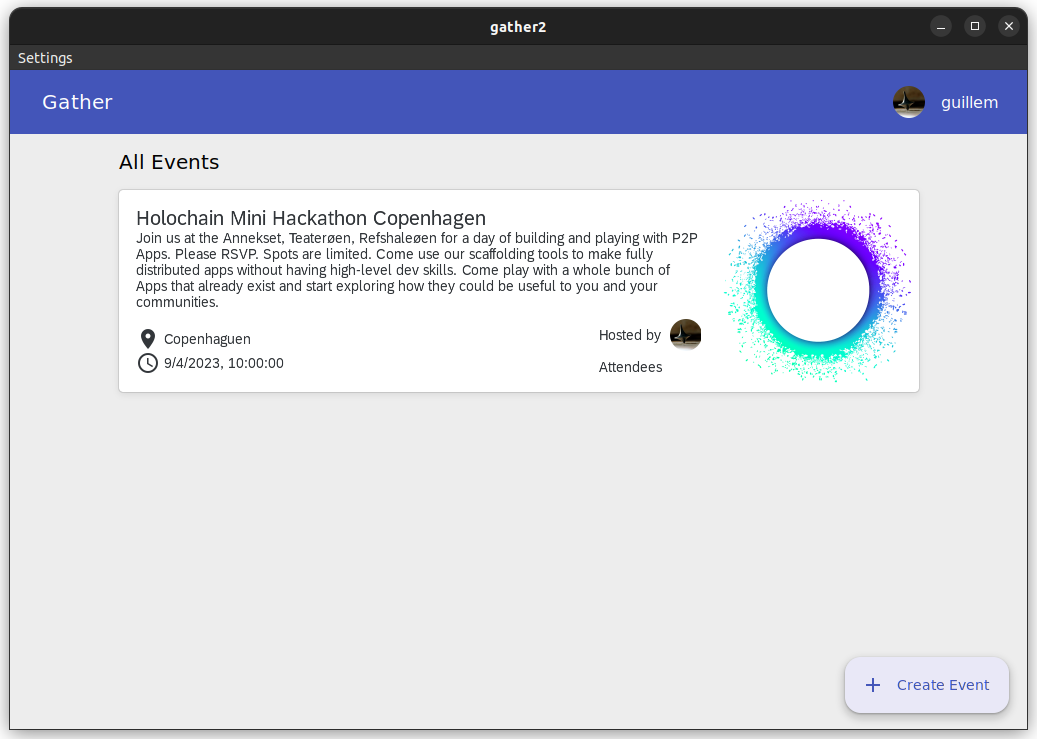 gather2
Settings
Gather
guillem
All Events
Holochain Mini Hackathon Copenhagen
Join us at the Annekset, Teaterøen, Refshaleøen for a day of building and playing with P2P
Apps. Please RSVP. Spots are limited. Come use our scaffolding tools to make fully
distributed apps without having high-level dev skills. Come play with a whole bunch of
Apps that already exist and start exploring how they could be useful to you and your
communities.
Copenhaguen
Hosted by
9/4/2023, 10:00:00
Attendees
+ Create Event